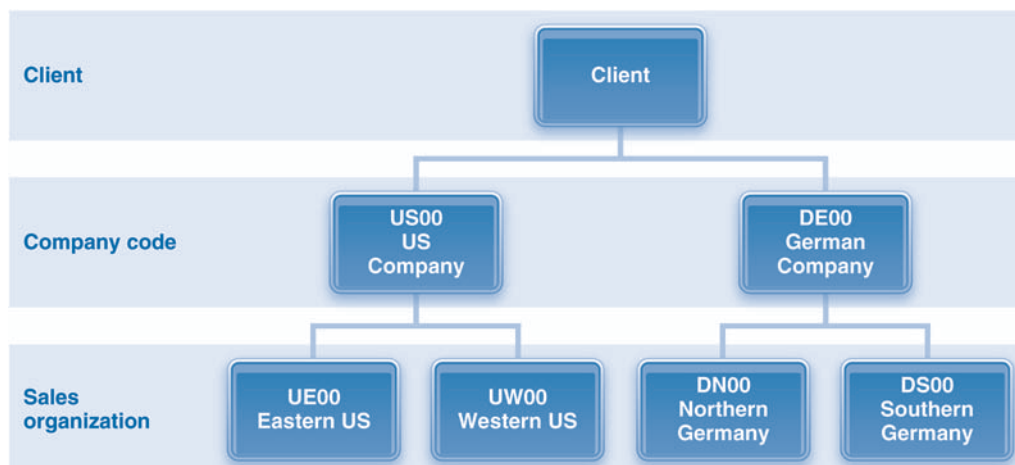 Client
Client
Company code
US00
US
Company
DE00
German
Company
Sales
organization
UE00
Eastern US
UW00
Western US
DN00
Northern
Germany
DS00
Southern
Germany